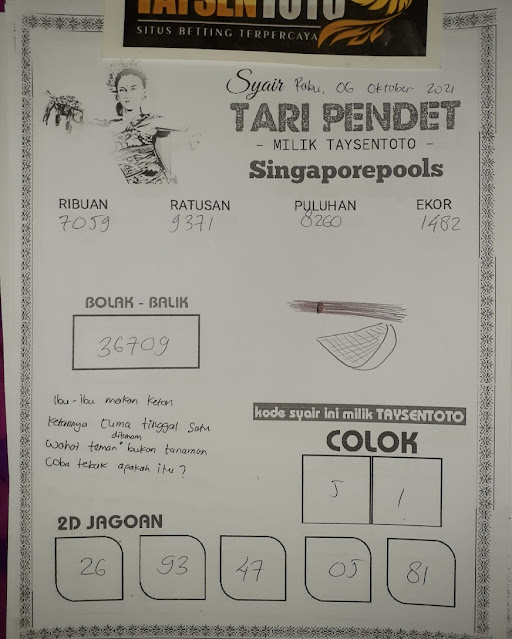 TAYSENTOTO
SITUS BETTING TERPERCAYA
Syair Rabu, 06 Oktober 2021
TARI PENDET
- MILIK TAYSENTOTO -
Singaporepools
RIBUAN RATUSAN PULUHAN EKOR
7059 9371 8260 1482
BOLAK - BALIK
36709
Ibu-Ibu makan ketan
Ketannya Cuma tinggal Satu
ditanam
Wahai teman bukan tanaman
Coba tebak apakah itu ?
kode syair ini milik TAYSENTOTO
COLOK
5 1
2D JAGOAN
26 93 47 05 81